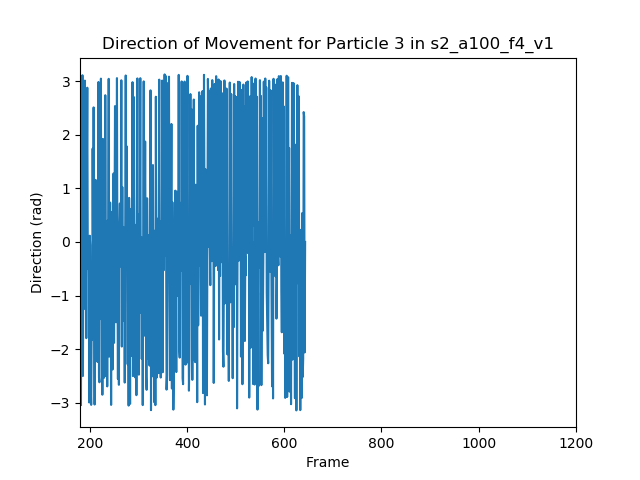 Direction of Movement for Particle 3 in s2_a100_f4_v1
3
2
1
0
−1
−2
−3
Direction (rad)
200 400 600 800 1000 1200
Frame